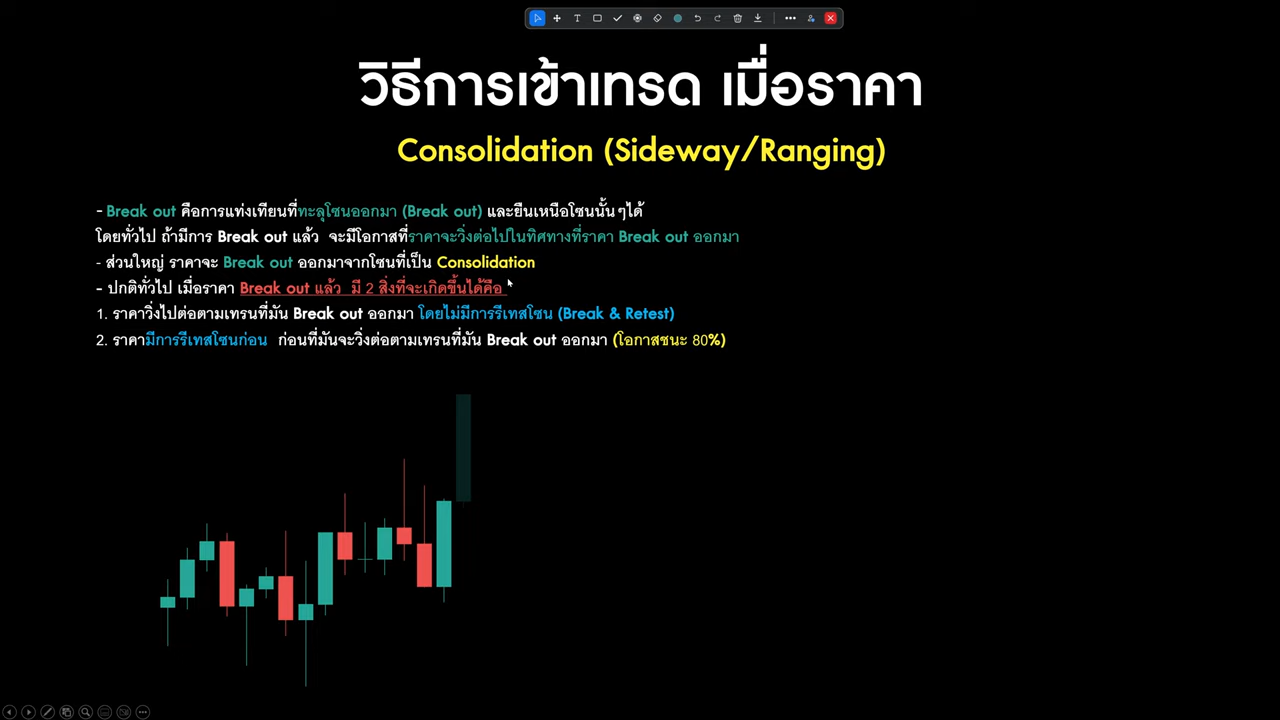 วิธีการเข้าเทรด เมื่อราคา
Consolidation (Sideway/Ranging)
- Break out คือการแท่งเทียนที่ทะลุโซนออกมา (Break out) และยืนเหนือโซนนั้นๆได้
โดยทั่วไป ถ้ามีการ Break out แล้ว จะมีโอกาสที่ราคาจะวิ่งต่อไปในทิศทางที่ราคา Break out ออกมา
- ส่วนใหญ่ ราคาจะ Break out ออกมาจากโซนที่เป็น Consolidation
- ปกติทั่วไป เมื่อราคา Break out แล้ว มี 2 สิ่งที่จะเกิดขึ้นได้คือ
1. ราคาวิ่งไปต่อตามเทรนที่มัน Break out ออกมา โดยไม่มีการรีเทสโซน (Break & Retest)
2. ราคามีการรีเทสโซนก่อน ก่อนที่มันจะวิ่งต่อตามเทรนที่มัน Break out ออกมา (โอกาสชนะ 80%)